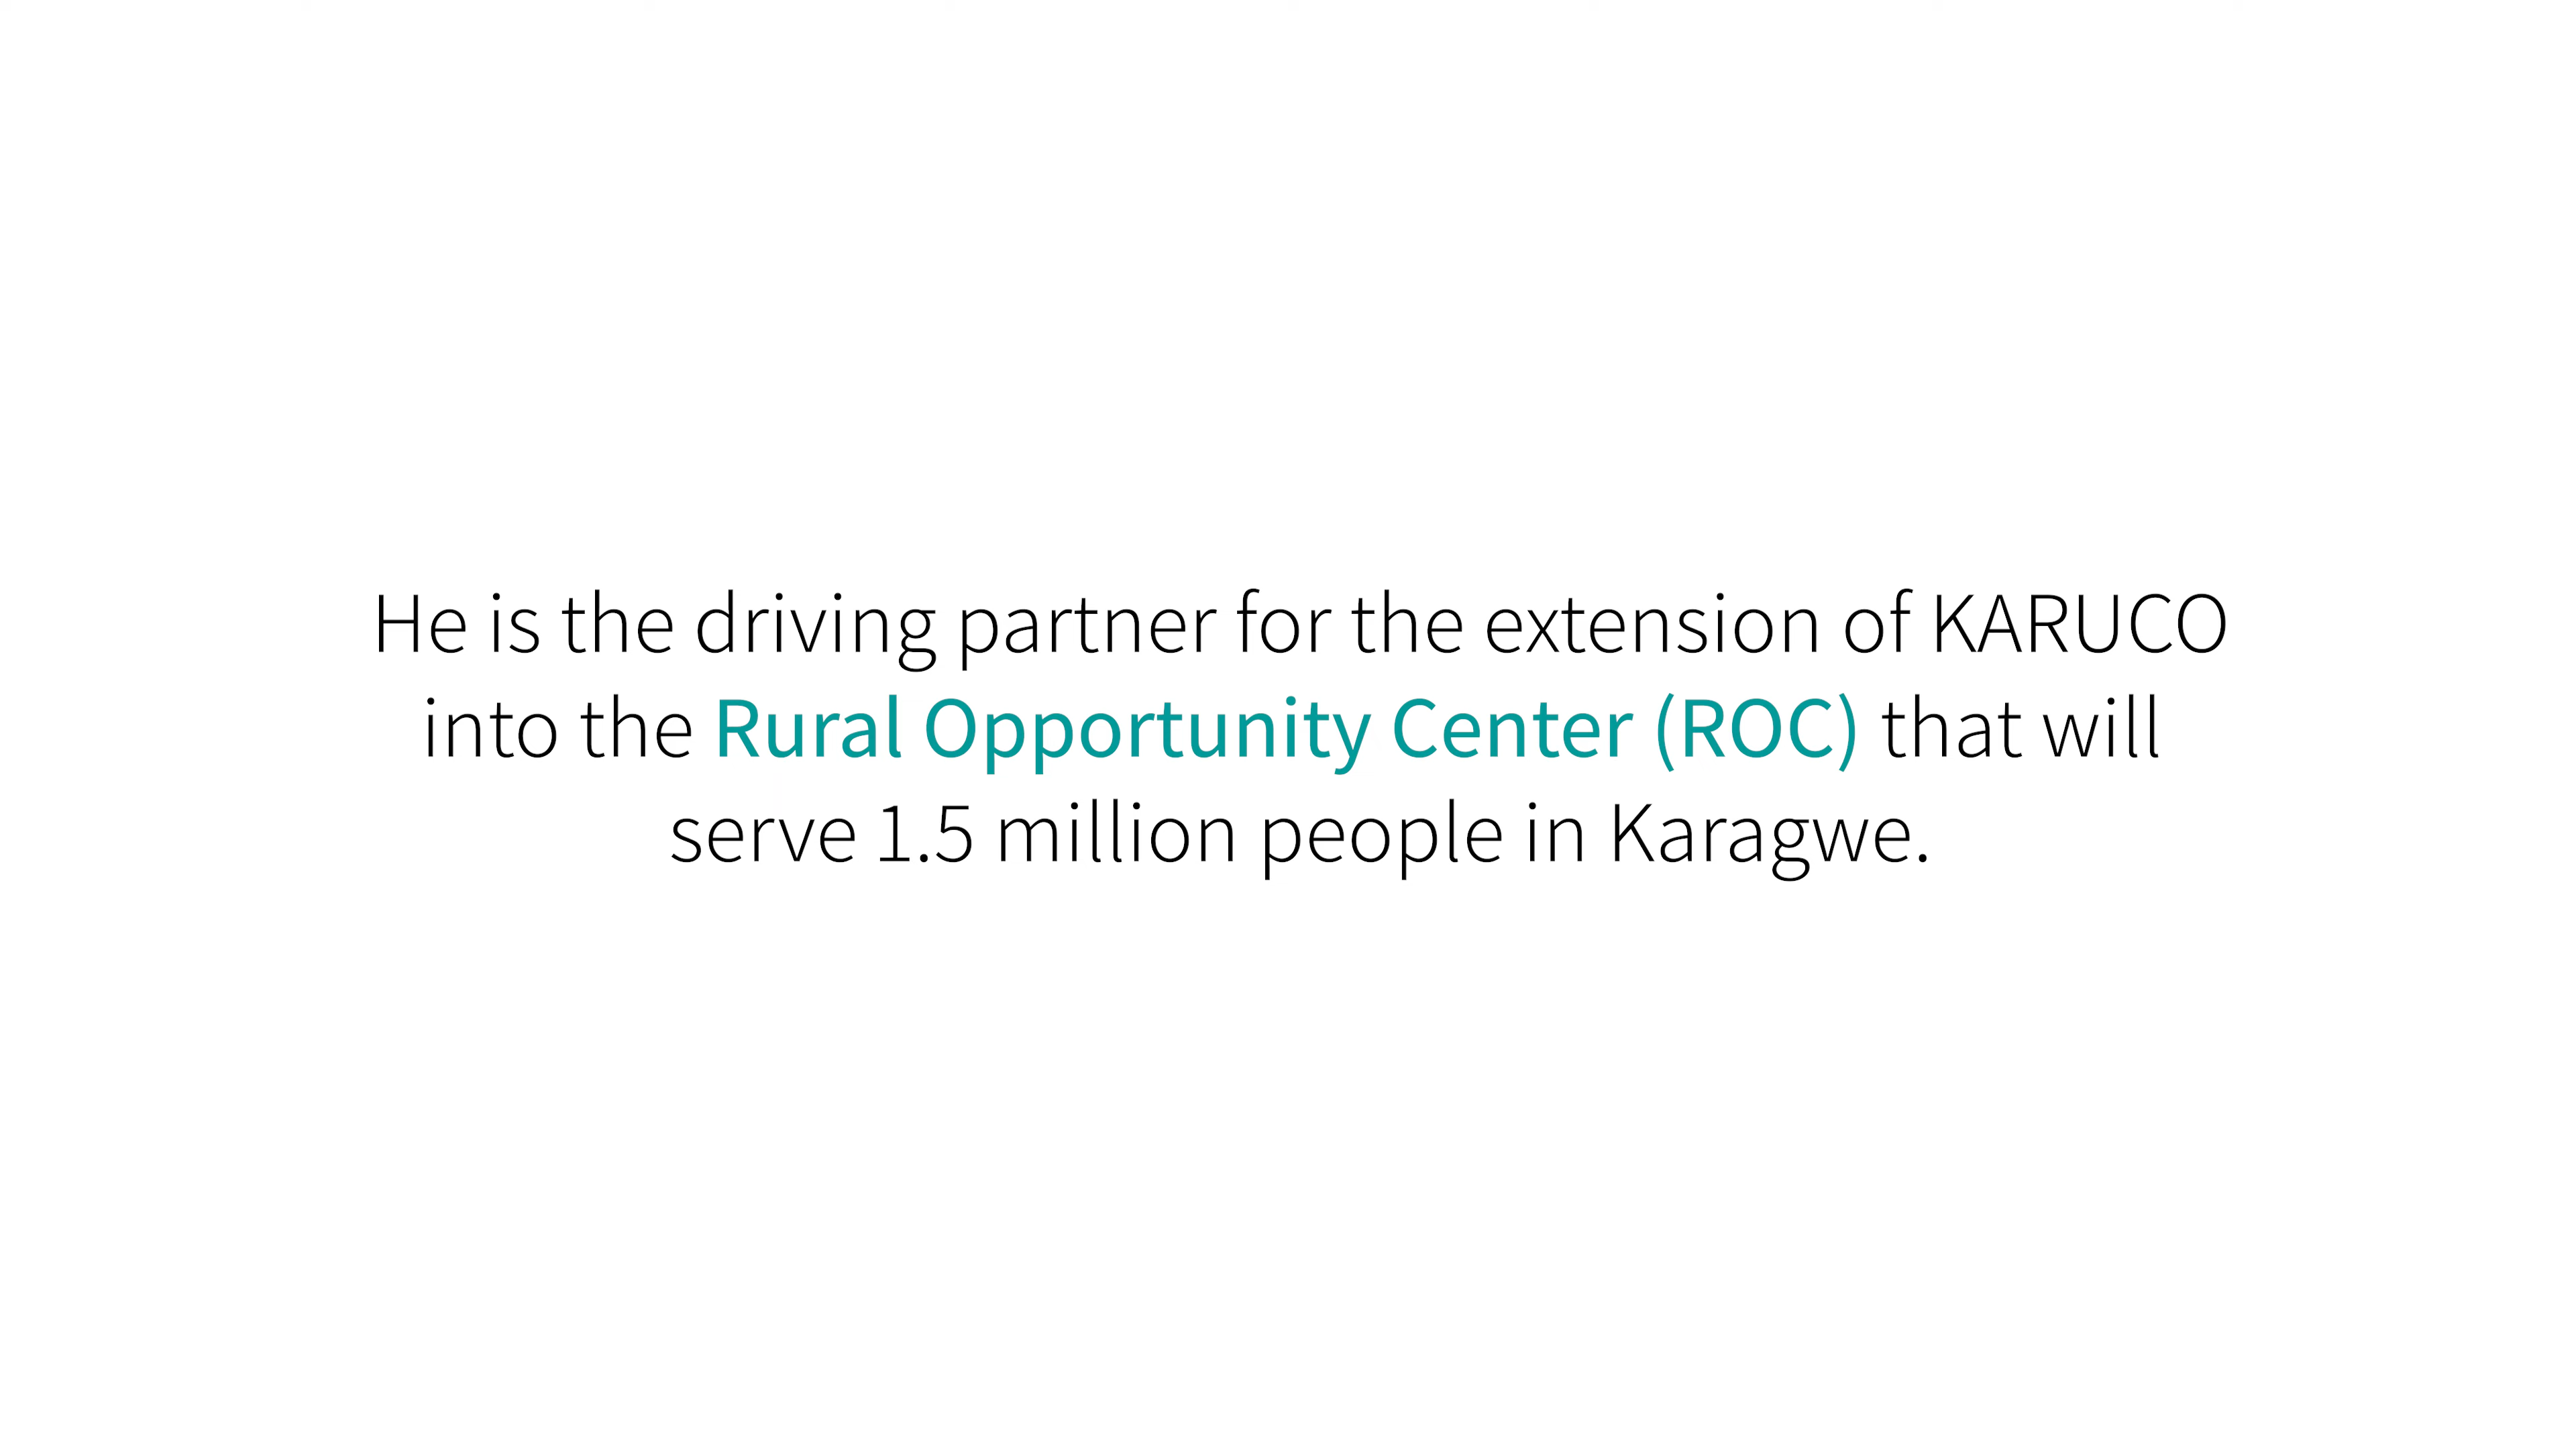 He is the driving partner for the extension of KARUCO
into the Rural Opportunity Center (ROC) that will
serve 1.5 million people in Karagwe.